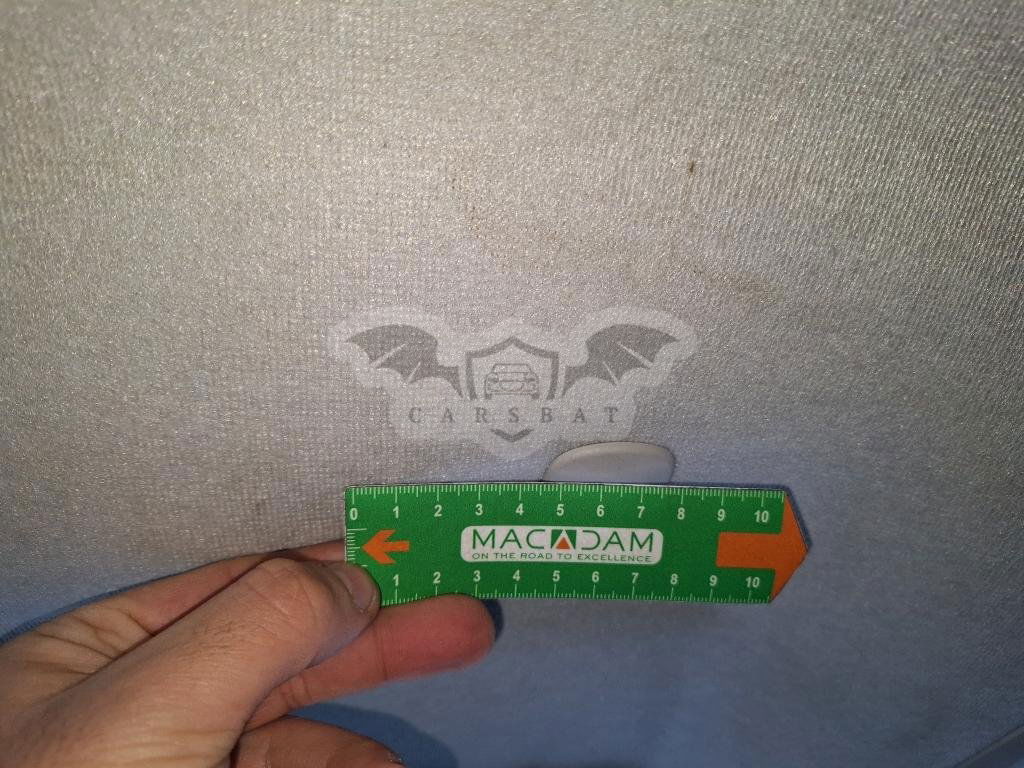 CARSBAT
0 1 2 3 4 5 6 7 8 9 10
MACADAM
ON THE ROAD TO EXCELLENCE
1 2 3 4 5 6 7 8 9 10